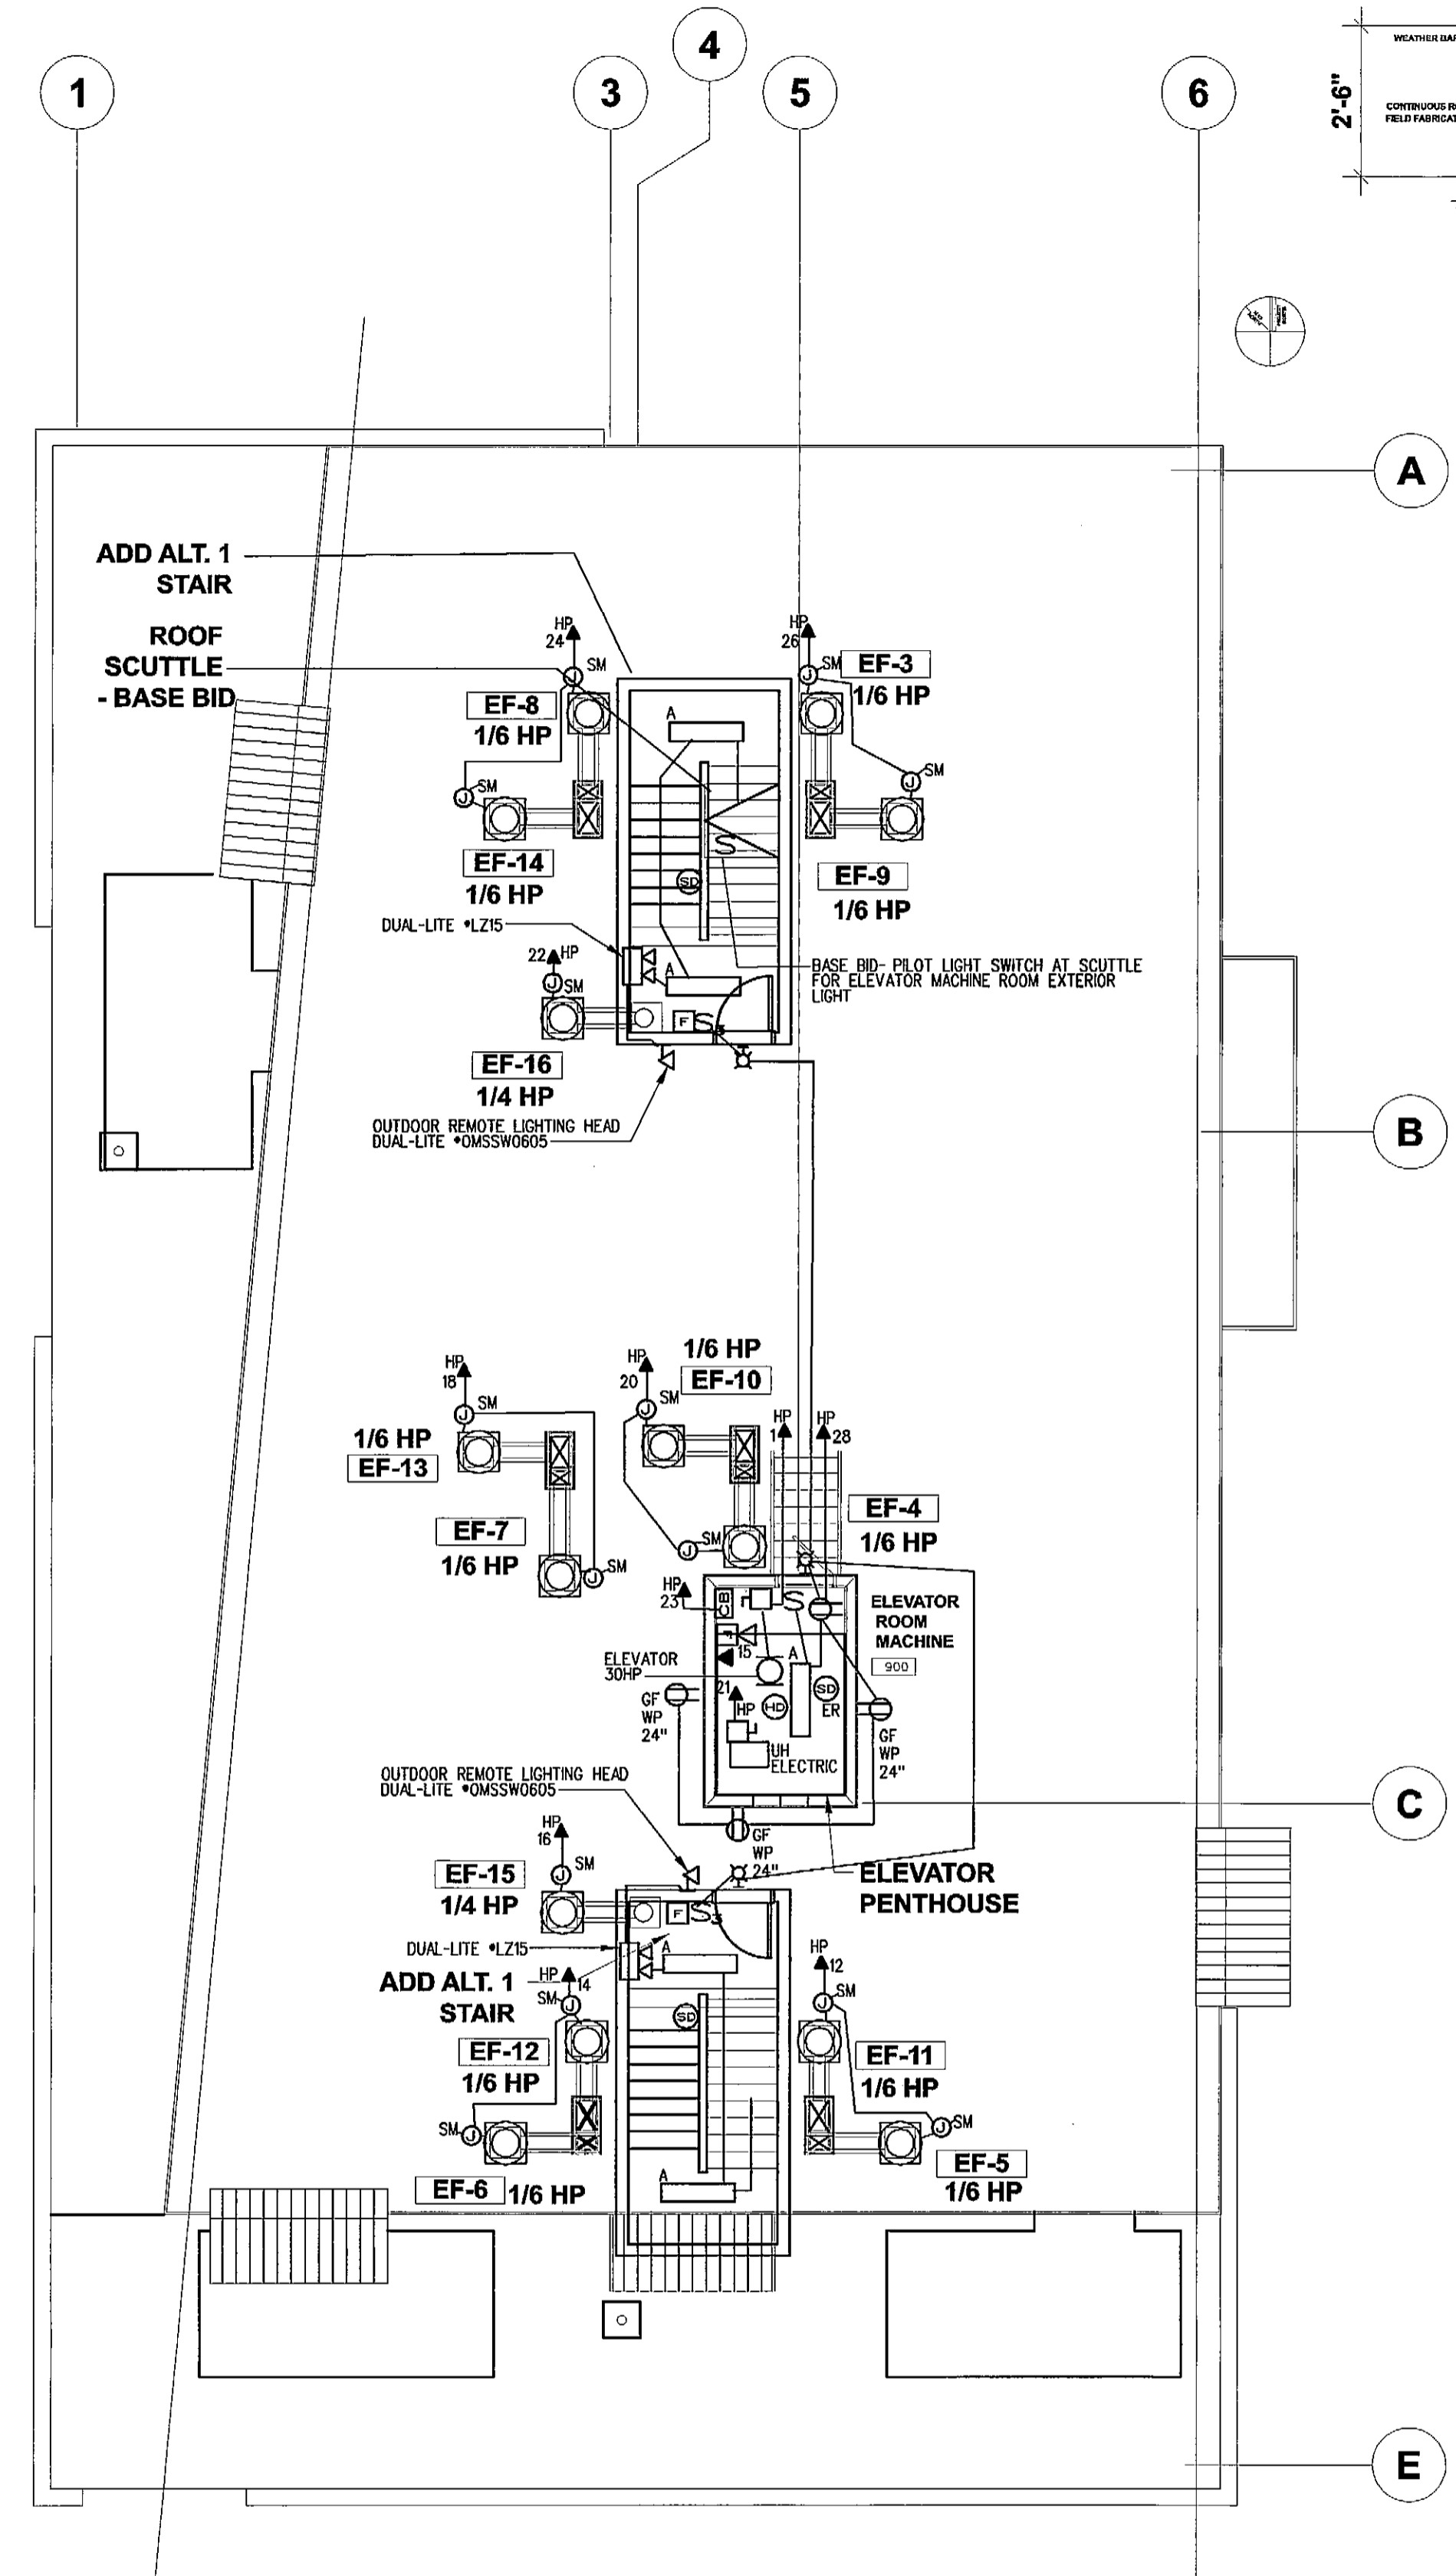 4
1
3
5
6
WEATHER BAR
2'-6"
CONTINUOUS R
FIELD FABRICAT
A
ADD ALT. 1
STAIR
ROOF
SCUTTLE
- BASE BID
HP
24
SM
HP
26
SM
EF-3
1/6 HP
EF-8
1/6 HP
A
J
J
SM
J
SM
J
EF-14
1/6 HP
S
SD
EF-9
1/6 HP
DUAL-LITE •LZ15
22
HP
J
SM
A
BASE BID- PILOT LIGHT SWITCH AT SCUTTLE
FOR ELEVATOR MACHINE ROOM EXTERIOR
LIGHT
F
S3
EF-16
1/4 HP
OUTDOOR REMOTE LIGHTING HEAD
DUAL-LITE •OMSSW0605
B
HP
18
SM
J
HP
20
SM
J
1/6 HP
EF-10
1/6 HP
EF-13
HP
1
HP
28
EF-7
1/6 HP
J
SM
J
SM
EF-4
1/6 HP
HP
23
CB
S
ELEVATOR
ROOM
MACHINE
900
15
A
ELEVATOR
30HP
SD
ER
21
HP
HD
GF
WP
24"
GF
WP
24"
UH
ELECTRIC
OUTDOOR REMOTE LIGHTING HEAD
DUAL-LITE •OMSSW0605
C
HP
16
SM
J
GF
WP
24"
ELEVATOR
PENTHOUSE
EF-15
1/4 HP
F
S3
DUAL-LITE •LZ15
A
ADD ALT. 1
STAIR
HP
14
SM
J
HP
12
SM
J
SD
EF-12
1/6 HP
EF-11
1/6 HP
SM
J
J
SM
EF-6
1/6 HP
A
EF-5
1/6 HP
E